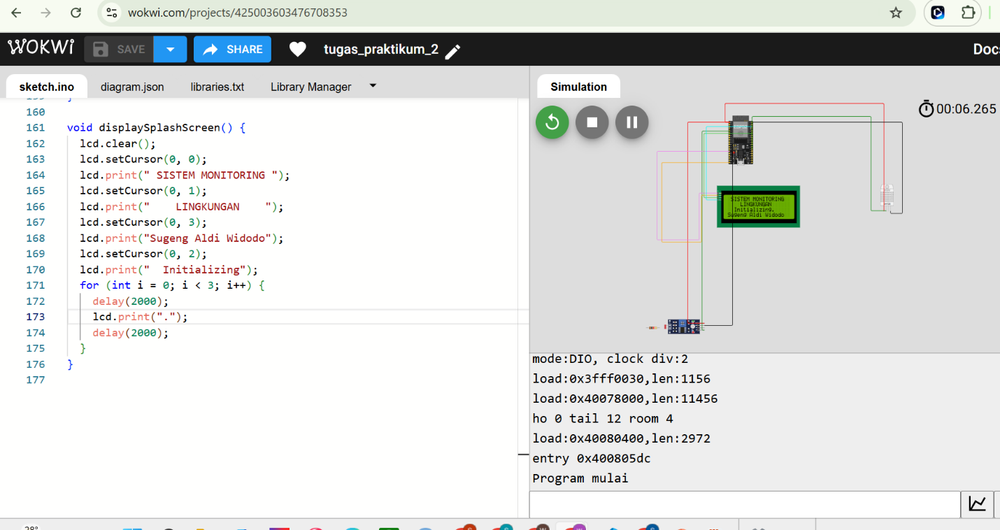 wokwi.com/projects/425003603476708353
WOKWi
SAVE
SHARE
tugas_praktikum_2
sketch.ino
diagram.json
libraries.txt
Library Manager
160
161 void displaySplashScreen() {
162 lcd.clear();
163 lcd.setCursor(0, 0);
164 lcd.print(" SISTEM MONITORING ");
165 lcd.setCursor(0, 1);
166 lcd.print("    LINGKUNGAN    ");
167 lcd.setCursor(0, 3);
168 lcd.print("Sugeng Aldi Widodo");
169 lcd.setCursor(0, 2);
170 lcd.print("  Initializing");
171 for (int i = 0; i < 3; i++) {
172 delay(2000);
173 lcd.print(".");
174 delay(2000);
175 }
176 }
177
Simulation
00:06.265
SISTEM MONITORING
LINGKUNGAN
Initializing.
Sugeng Aldi Widodo
mode:DIO, clock div:2
load:0x3fff0030,len:1156
load:0x40078000,len:11456
ho 0 tail 12 room 4
load:0x40080400,len:2972
entry 0x400805dc
Program mulai